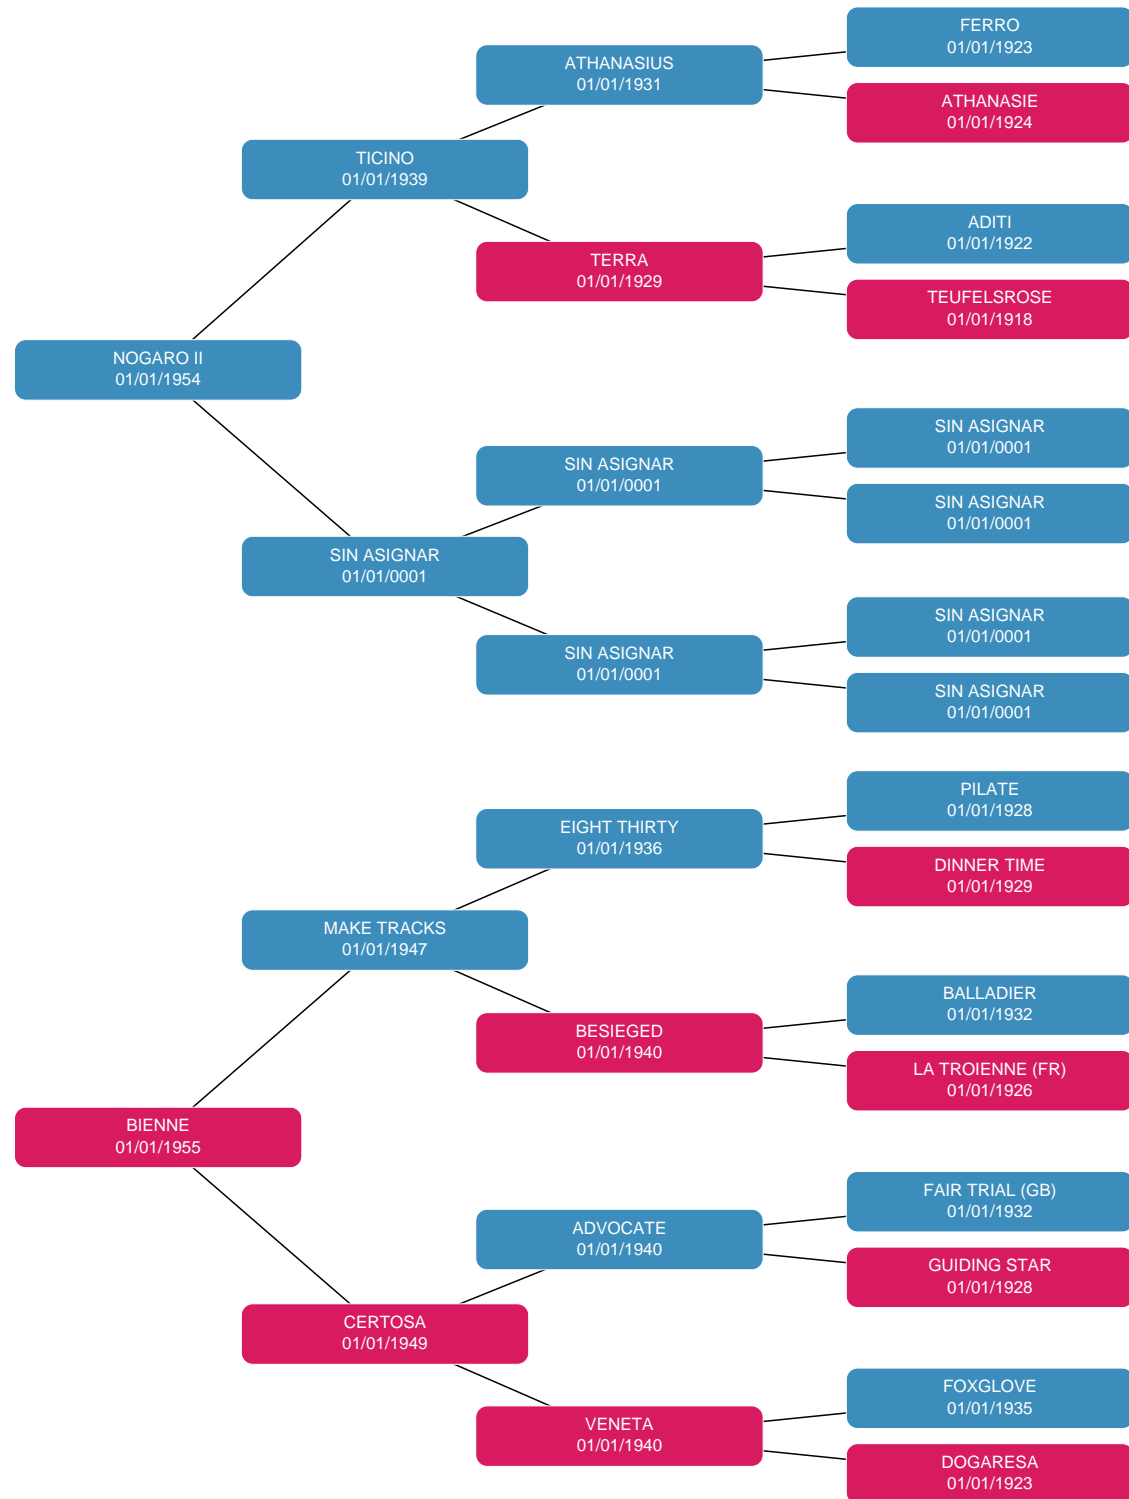 FERRO
01/01/1923
ATHANASIUS
01/01/1931
ATHANASIE
01/01/1924
TICINO
01/01/1939
ADITI
01/01/1922
TERRA
01/01/1929
TEUFELSROSE
01/01/1918
NOGARO II
01/01/1954
SIN ASIGNAR
01/01/0001
SIN ASIGNAR
01/01/0001
SIN ASIGNAR
01/01/0001
SIN ASIGNAR
01/01/0001
SIN ASIGNAR
01/01/0001
SIN ASIGNAR
01/01/0001
SIN ASIGNAR
01/01/0001
PILATE
01/01/1928
EIGHT THIRTY
01/01/1936
DINNER TIME
01/01/1929
MAKE TRACKS
01/01/1947
BALLADIER
01/01/1932
BESIEGED
01/01/1940
LA TROIENNE (FR)
01/01/1926
BIENNE
01/01/1955
FAIR TRIAL (GB)
01/01/1932
ADVOCATE
01/01/1940
GUIDING STAR
01/01/1928
CERTOSA
01/01/1949
FOXGLOVE
01/01/1935
VENETA
01/01/1940
DOGARESA
01/01/1923